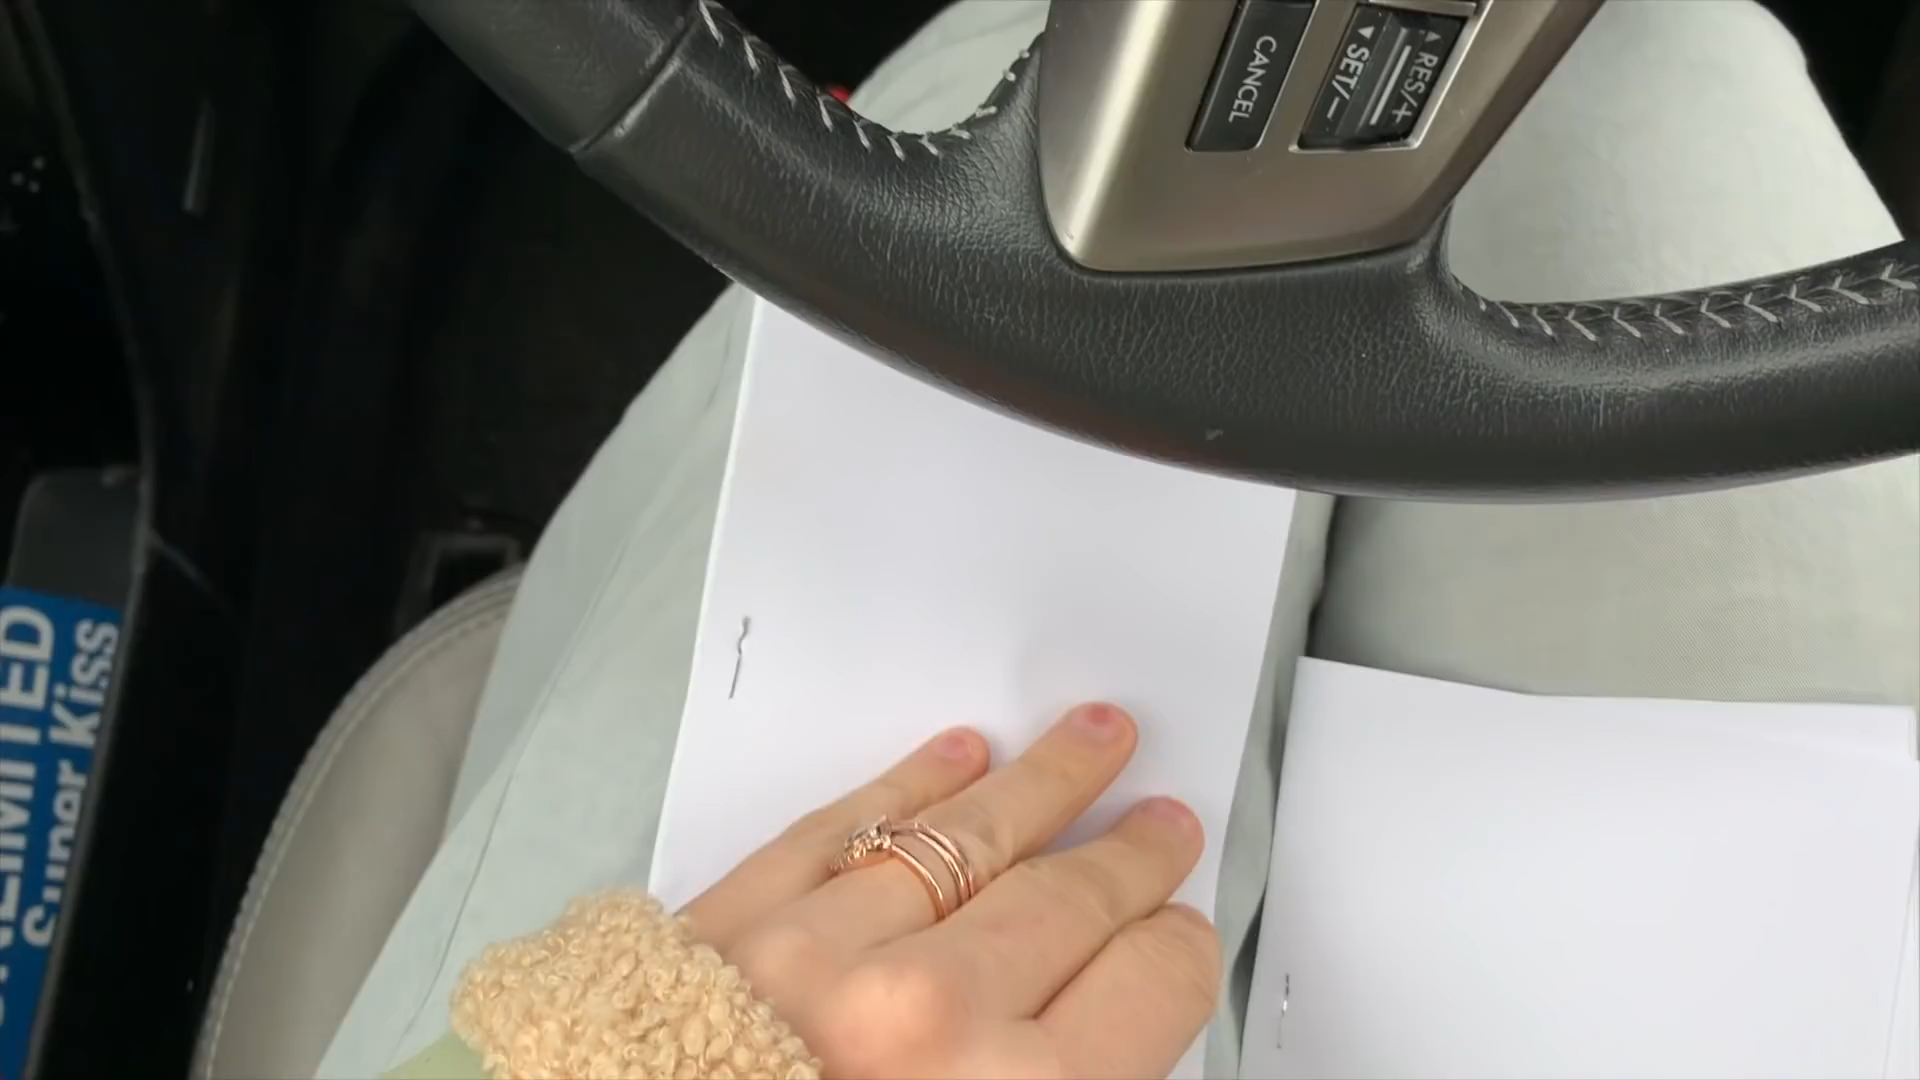 CANCEL
▼ SET/–
▲ RES/+
Super Kiss